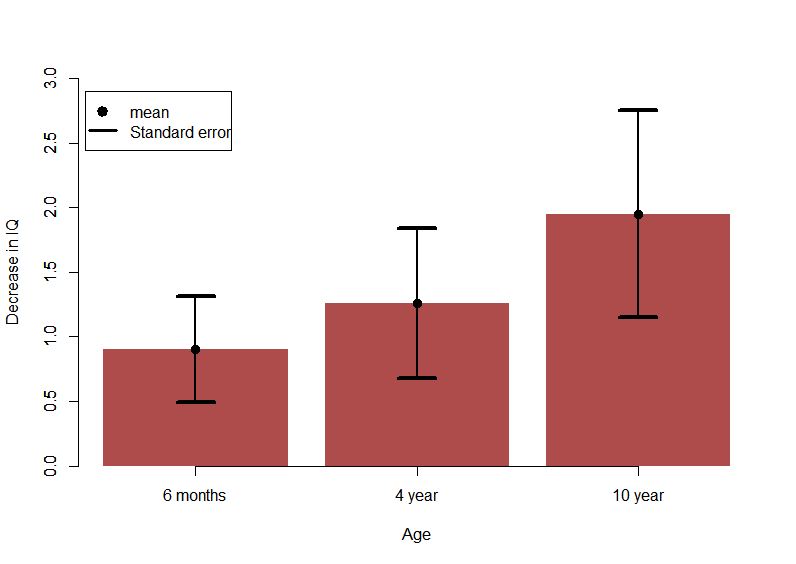 3.0
2.5
2.0
1.5
1.0
0.5
0.0
Decrease in IQ
mean
Standard error
6 months
4 year
10 year
Age